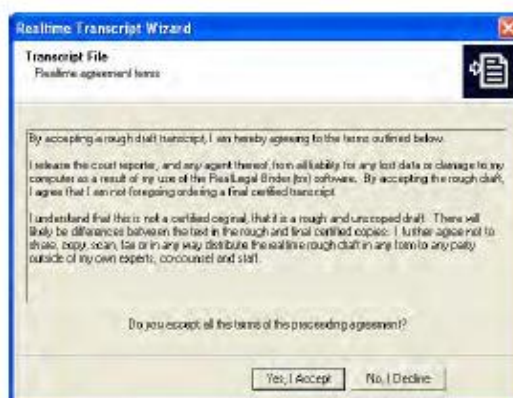 Realtime Transcript Wizard
Transcript File
Realtime agreement terms
By accepting a rough draft transcript, I am hereby agreeing to the terms outlined below.
I release the court reporter, and any agent thereof, from all liability for any lost data or damage to my
computer as a result of my use of the RealLegal Binder software. By accepting the rough draft,
I agree that I am not foregoing ordering a final certified transcript.
I understand that this is not a certified original, that it is a rough and unscoped draft. There will
likely be differences between the text in the rough and final certified copies. I further agree not to
share, copy, scan, fax or in any way distribute the realtime rough draft in any form to any party
outside of my own experts, co-counsel and staff.
Do you accept all the terms of the preceeding agreement?
Yes, I Accept
No, I Decline